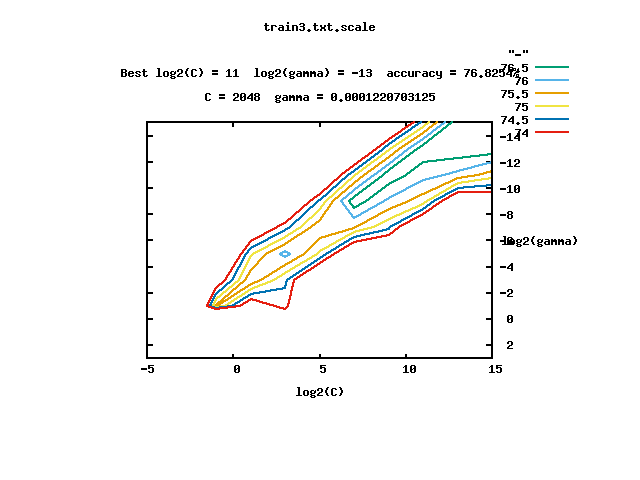 train3.txt.scale
"-"
Best log2(C) = 11 log2(gamma) = -13 accuracy = 76.8254%
76.5
76
C = 2048 gamma = 0.0001220703125
75.5
75
74.5
74
-14
-12
-10
-8
-6
log2(gamma)
-4
-2
0
2
-5 0 5 10 15
log2(C)